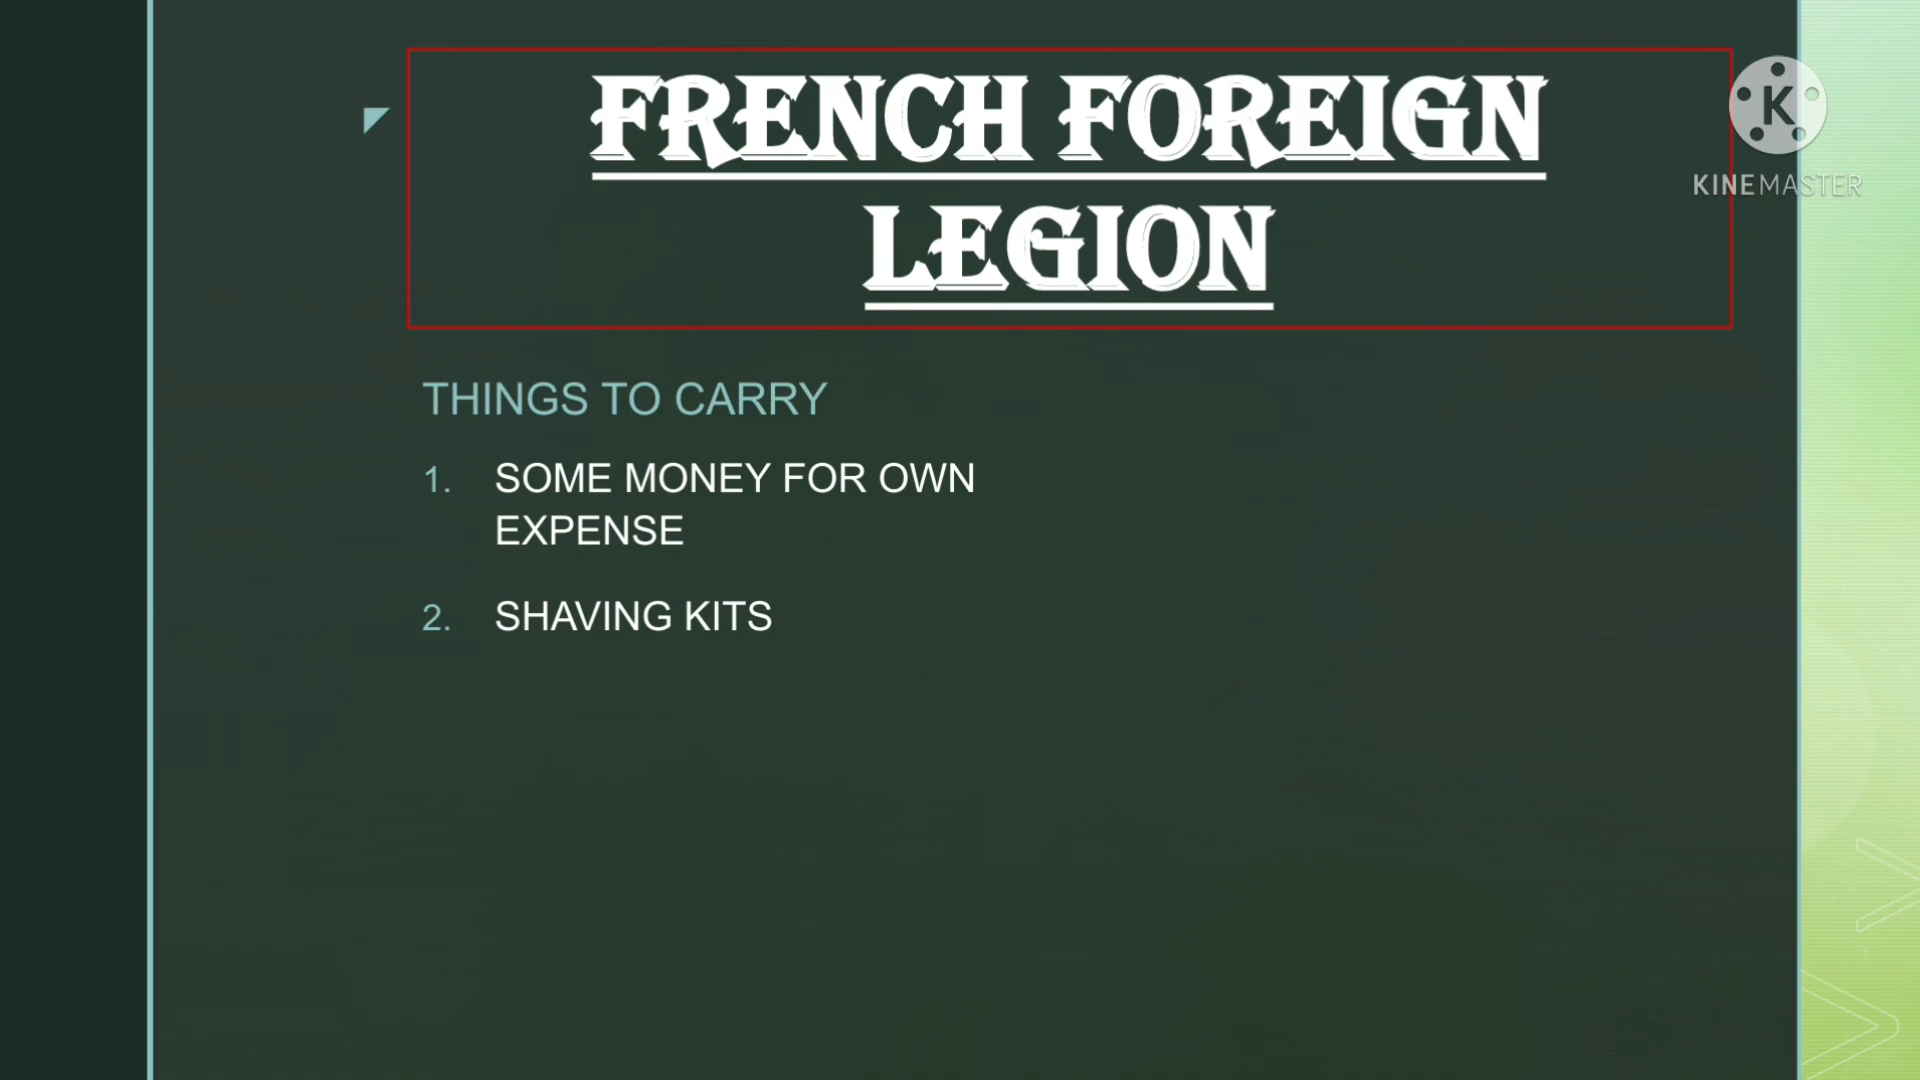 FRENCH FOREIGN
LEGION
K
KINEMASTER
THINGS TO CARRY
1. SOME MONEY FOR OWN
EXPENSE
2. SHAVING KITS